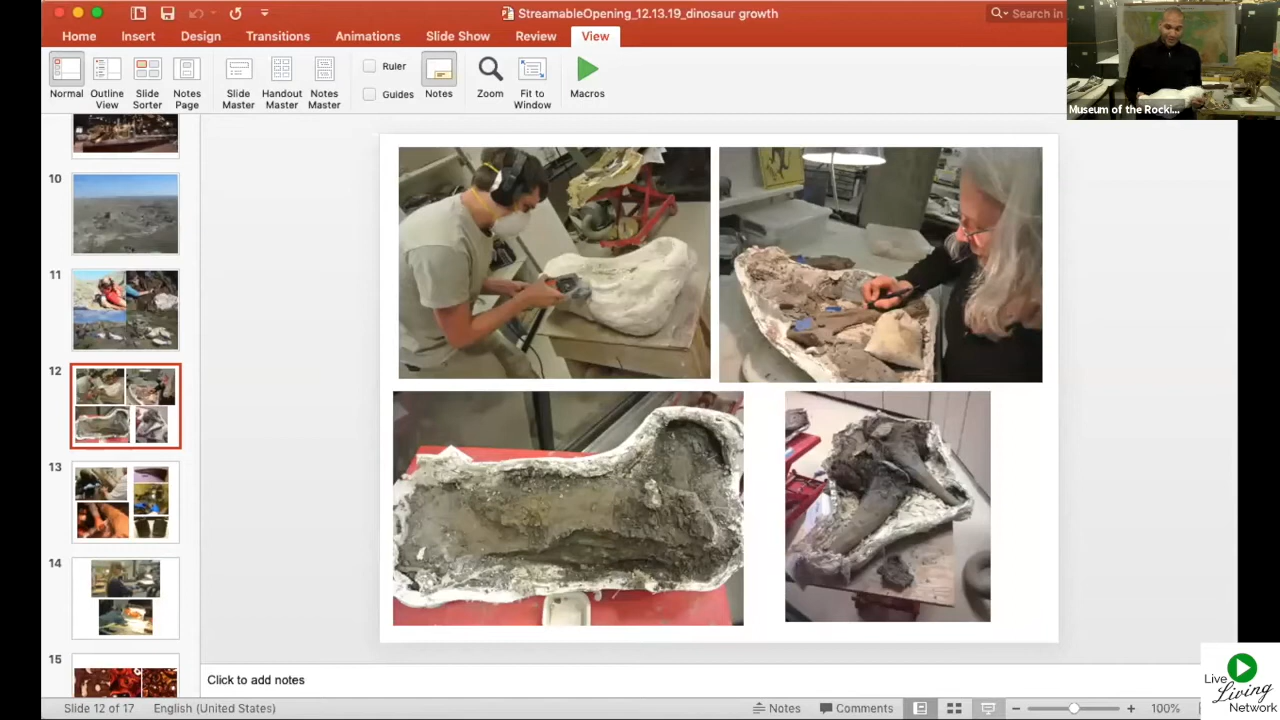 StreamableOpening_12.13.19_dinosaur growth
Search in
Home Insert Design Transitions Animations Slide Show Review View
Normal Outline View Slide Sorter Notes Page Slide Master Handout Master Notes Master Ruler Guides Notes Zoom Fit to Window Macros
Museum of the Rocki...
10
11
12
13
14
15
Click to add notes
Slide 12 of 17 English (United States) Notes Comments 100%
Live
Living
Network